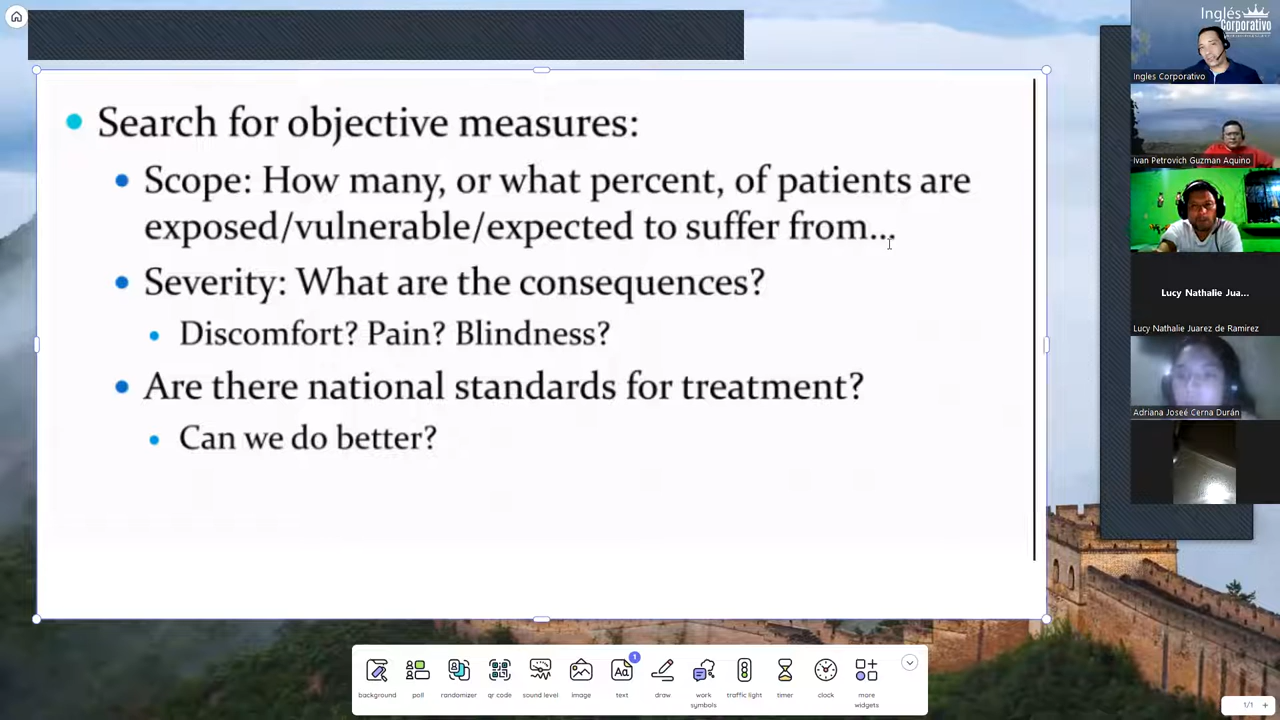 Search for objective measures:
Scope: How many, or what percent, of patients are
exposed/vulnerable/expected to suffer from...
Severity: What are the consequences?
Discomfort? Pain? Blindness?
Are there national standards for treatment?
Can we do better?
Inglés
Corporativo
Ingles Corporativo
Ivan Petrovich Guzman Aquino
Lucy Nathalie Jua...
Lucy Nathalie Juarez de Ramirez
Adriana Joseé Cerna Durán
1
background
poll
randomizer
qr code
sound level
image
text
draw
work
symbols
traffic light
timer
clock
more
widgets
1/1